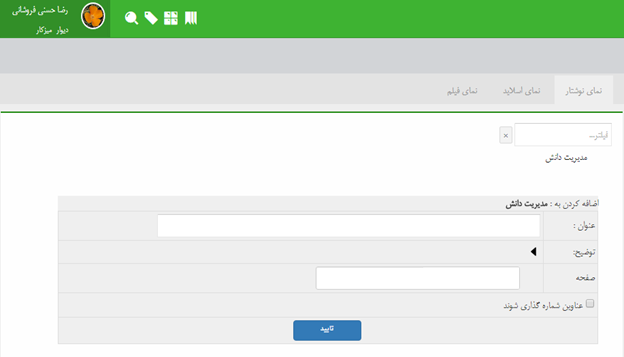 رضا حسنی فروشانی
دیوار میزکار
نمای نوشتار نمای اسلاید نمای فیلم
فیلتر...
×
مدیریت دانش
اضافه کردن به : مدیریت دانش
عنوان :
توضیح:
صفحه
عناوین شماره گذاری شوند
تایید